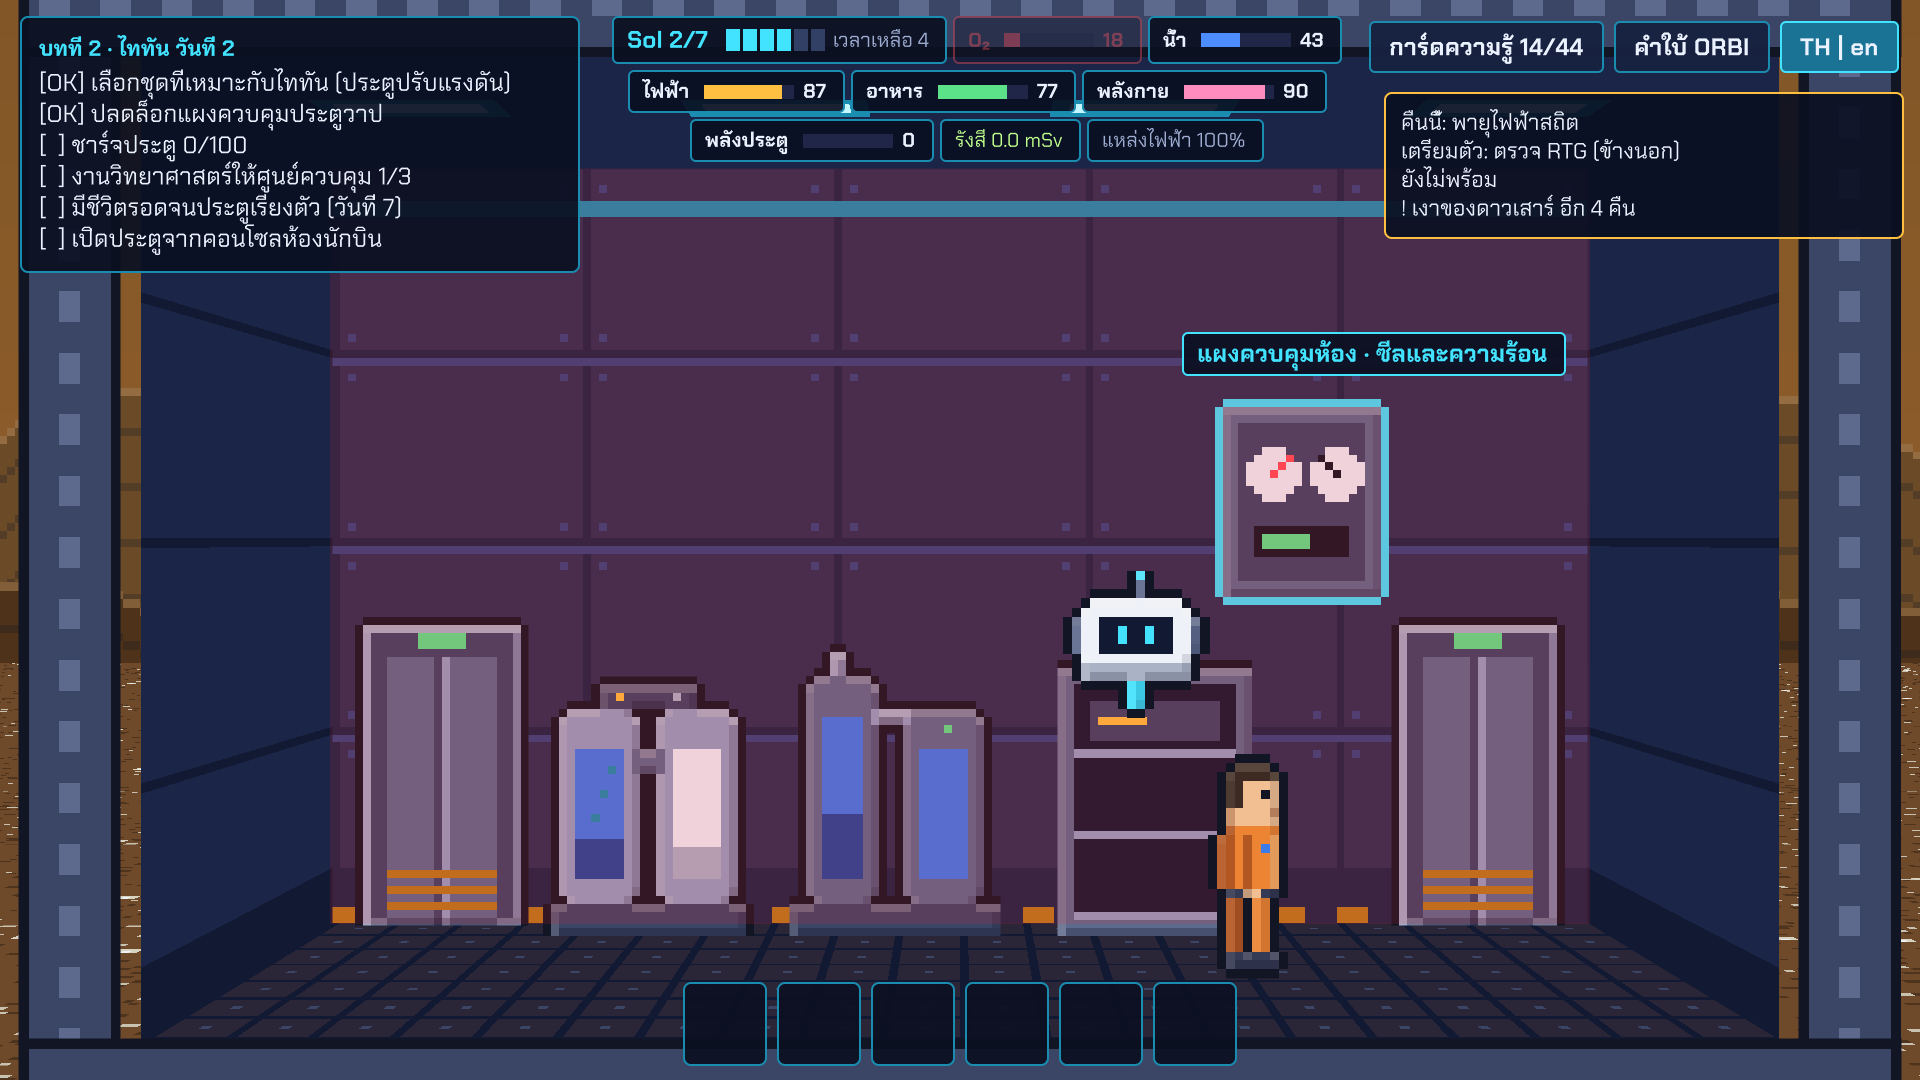 บทที่ 2 · ไททัน วันที่ 2
[OK] เลือกชุดที่เหมาะกับไททัน (ประตูปรับแรงดัน)
[OK] ปลดล็อกแผงควบคุมประตูวาป
[ ] ชาร์จประตู 0/100
[ ] งานวิทยาศาสตร์ให้ศูนย์ควบคุม 1/3
[ ] มีชีวิตรอดจนประตูเรียงตัว (วันที่ 7)
[ ] เปิดประตูจากคอนโซลห้องนักบิน
Sol 2/7 เวลาเหลือ 4
O₂ 18
น้ำ 43
ไฟฟ้า 87
อาหาร 77
พลังกาย 90
พลังประตู 0
รังสี 0.0 mSv
แหล่งไฟฟ้า 100%
การ์ดความรู้ 14/44
คำใบ้ ORBI
TH | en
คืนนี้: พายุไฟฟ้าสถิต
เตรียมตัว: ตรวจ RTG (ข้างนอก)
ยังไม่พร้อม
! เงาของดาวเสาร์ อีก 4 คืน
แผงควบคุมห้อง · ซีลและความร้อน